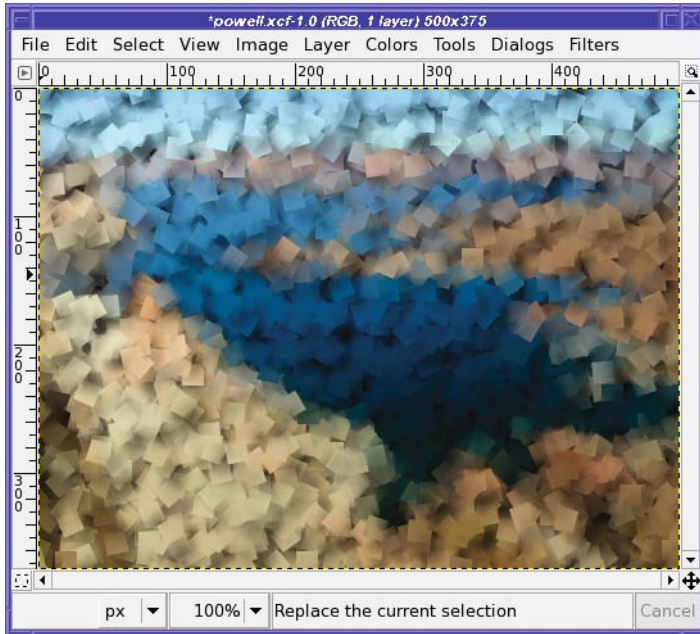 *powell.xcf-1.0 (RGB, 1 layer) 500x375
File Edit Select View Image Layer Colors Tools Dialogs Filters
0 100 200 300 400
0
100
200
300
px 100% Replace the current selection Cancel